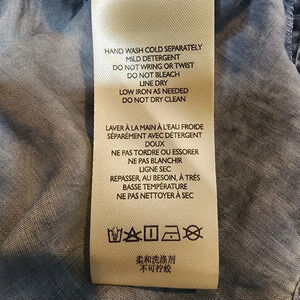 HAND WASH COLD SEPARATELY
MILD DETERGENT
DO NOT WRING OR TWIST
DO NOT BLEACH
LINE DRY
LOW IRON AS NEEDED
DO NOT DRY CLEAN
LAVER À LA MAIN À L'EAU FROIDE
SÉPARÉMENT AVEC DÉTERGENT
DOUX
NE PAS TORDRE OU ESSORER
NE PAS BLANCHIR
LIGNE SEC
REPASSER, AU BESOIN, À TRÈS
BASSE TEMPÉRATURE
NE PAS NETTOYER À SEC
柔和洗涤剂
不可拧绞